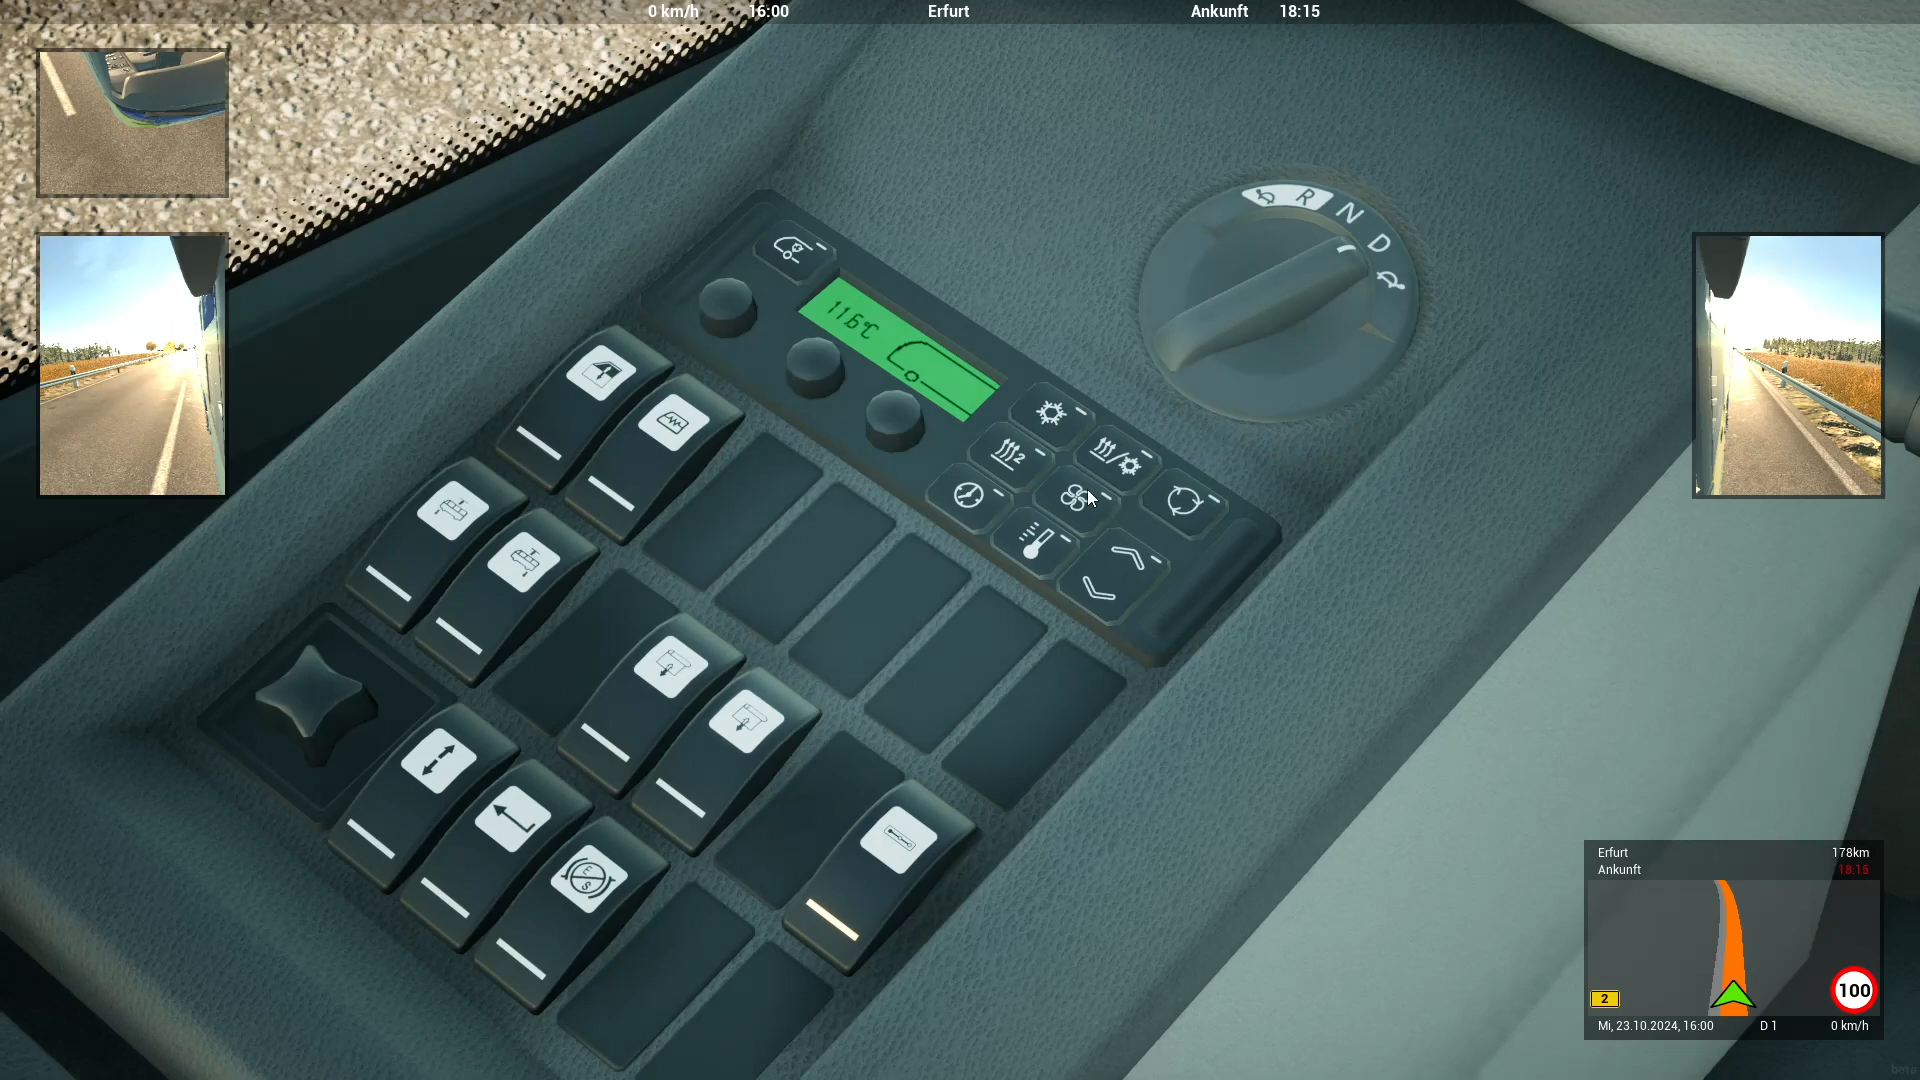 0 km/h 16:00 Erfurt Ankunft 18:15
R N D
11.6°C
2
E
S
Erfurt 178km
Ankunft 18:15
2
100
Mi, 23.10.2024, 16:00 D 1 0 km/h